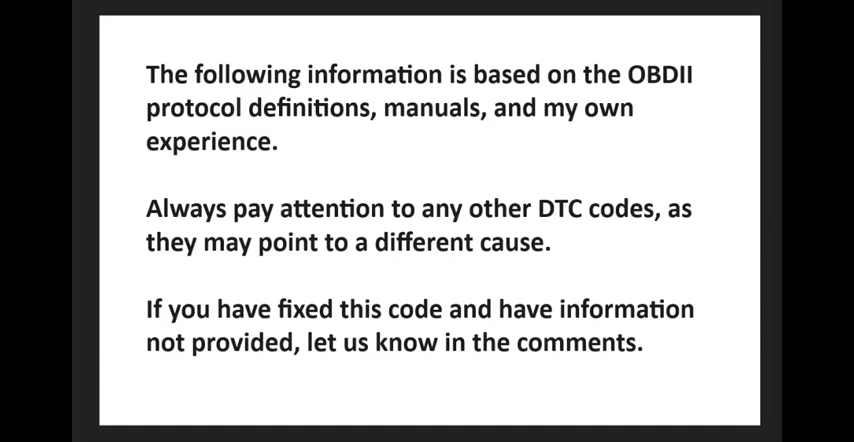 The following information is based on the OBDII
protocol definitions, manuals, and my own
experience.
Always pay attention to any other DTC codes, as
they may point to a different cause.
If you have fixed this code and have information
not provided, let us know in the comments.